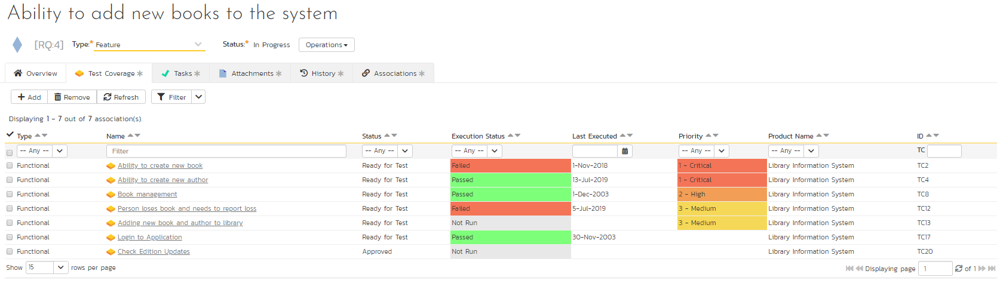 Ability to add new books to the system
[RQ:4] Type:* Feature Status:* In Progress Operations
Overview Test Coverage * Tasks * Attachments * History * Associations *
Add Remove Refresh Filter
Displaying 1 - 7 out of 7 association(s).
Type Name Status Execution Status Last Executed Priority Product Name ID
-- Any -- Filter -- Any -- -- Any -- -- Any -- -- Any -- TC
Functional Ability to create new book Ready for Test Failed 1-Nov-2018 1 - Critical Library Information System TC2
Functional Ability to create new author Ready for Test Passed 13-Jul-2019 1 - Critical Library Information System TC4
Functional Book management Ready for Test Passed 1-Dec-2003 2 - High Library Information System TC8
Functional Person loses book and needs to report loss Ready for Test Failed 5-Jul-2019 3 - Medium Library Information System TC12
Functional Adding new book and author to library Ready for Test Not Run 3 - Medium Library Information System TC13
Functional Login to Application Ready for Test Passed 30-Nov-2003 Library Information System TC17
Functional Check Edition Updates Approved Not Run Library Information System TC20
Show 15 rows per page Displaying page 1 of 1